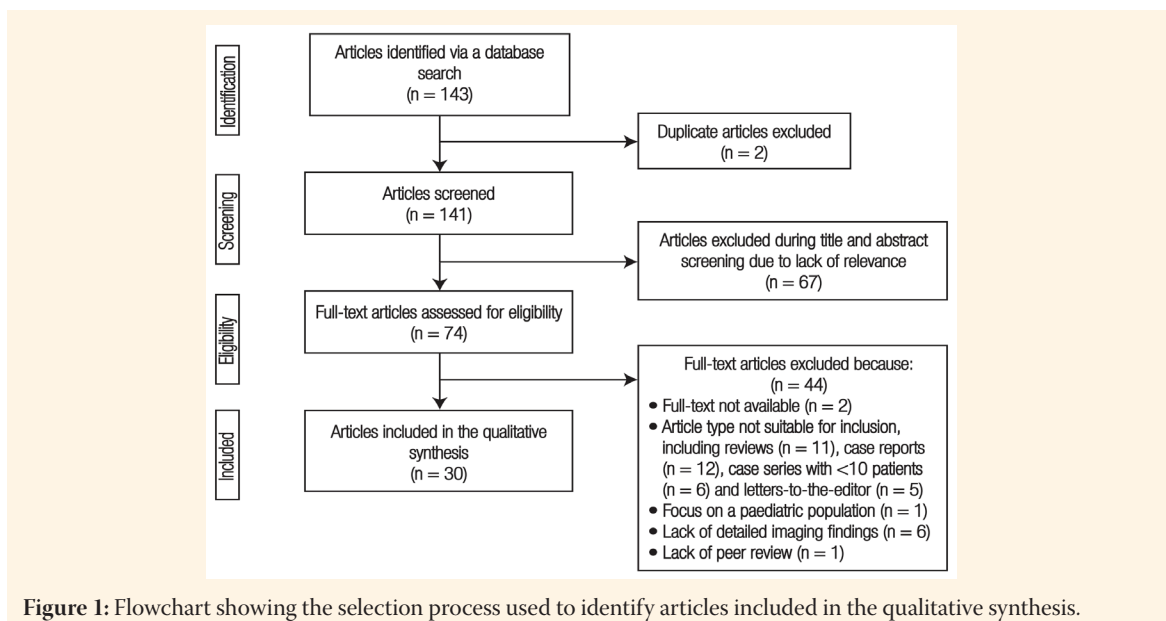 Identification
Articles identified via a database
search
(n = 143)
Duplicate articles excluded
(n = 2)
Screening
Articles screened
(n = 141)
Articles excluded during title and abstract
screening due to lack of relevance
(n = 67)
Eligibility
Full-text articles assessed for eligibility
(n = 74)
Full-text articles excluded because:
(n = 44)
• Full-text not available (n = 2)
• Article type not suitable for inclusion,
including reviews (n = 11), case reports
(n = 12), case series with <10 patients
(n = 6) and letters-to-the-editor (n = 5)
• Focus on a paediatric population (n = 1)
• Lack of detailed imaging findings (n = 6)
• Lack of peer review (n = 1)
Included
Articles included in the qualitative
synthesis
(n = 30)
Figure 1: Flowchart showing the selection process used to identify articles included in the qualitative synthesis.